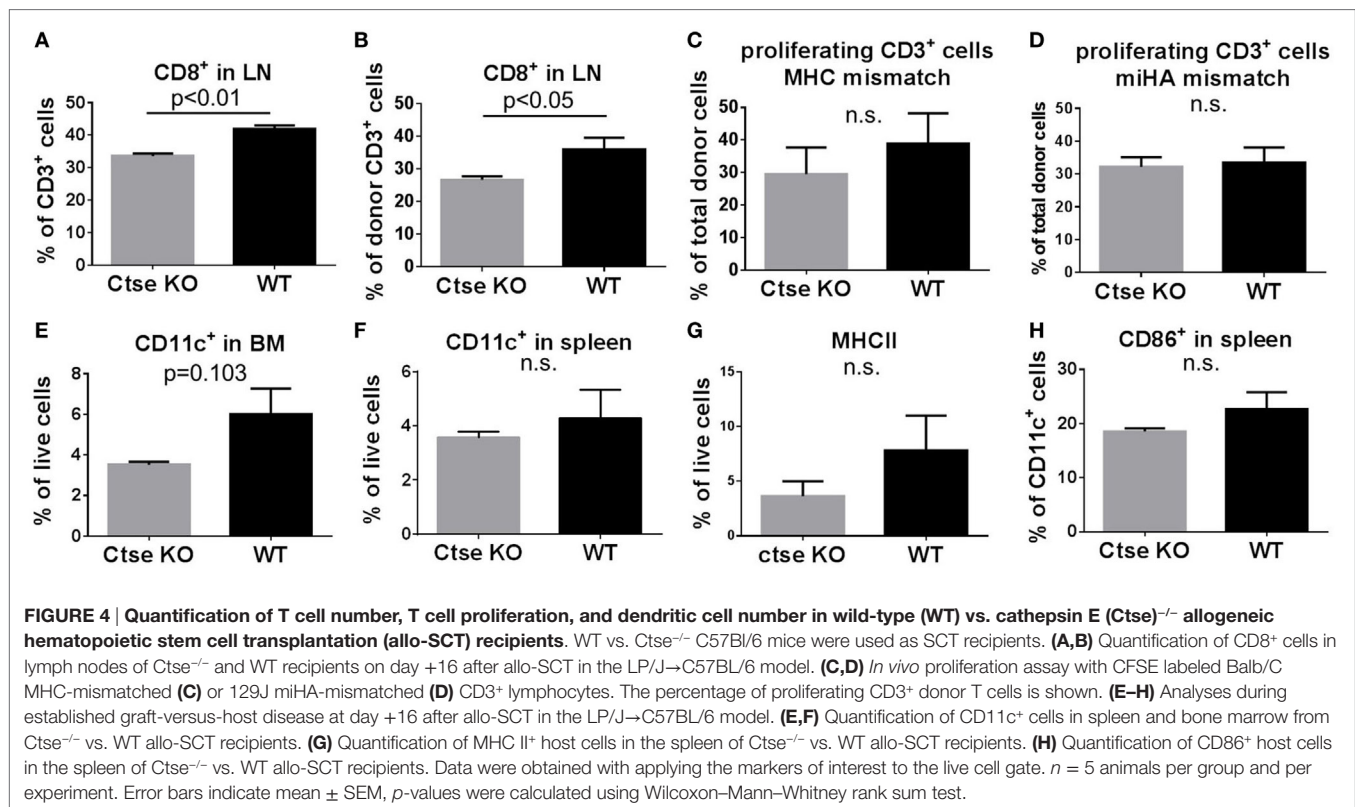 A
CD8⁺ in LN
p<0.01
% of CD3⁺ cells
50
40
30
20
10
0
Ctse KO WT
B
CD8⁺ in LN
p<0.05
% of donor CD3⁺ cells
50
40
30
20
10
0
Ctse KO WT
C
proliferating CD3⁺ cells
MHC mismatch
n.s.
% of total donor cells
50
40
30
20
10
0
Ctse KO WT
D
proliferating CD3⁺ cells
miHA mismatch
n.s.
% of total donor cells
50
40
30
20
10
0
Ctse KO WT
E
CD11c⁺ in BM
p=0.103
% of live cells
8
6
4
2
0
Ctse KO WT
F
CD11c⁺ in spleen
n.s.
% of live cells
6
4
2
0
Ctse KO WT
G
MHCII
n.s.
% of live cells
15
10
5
0
ctse KO WT
H
CD86⁺ in spleen
n.s.
% of CD11c⁺ cells
30
20
10
0
Ctse KO WT
FIGURE 4 | Quantification of T cell number, T cell proliferation, and dendritic cell number in wild-type (WT) vs. cathepsin E (Ctse)⁻/⁻ allogeneic
hematopoietic stem cell transplantation (allo-SCT) recipients. WT vs. Ctse⁻/⁻ C57Bl/6 mice were used as SCT recipients. (A,B) Quantification of CD8⁺ cells in
lymph nodes of Ctse⁻/⁻ and WT recipients on day +16 after allo-SCT in the LP/J→C57BL/6 model. (C,D) In vivo proliferation assay with CFSE labeled Balb/C
MHC-mismatched (C) or 129J miHA-mismatched (D) CD3⁺ lymphocytes. The percentage of proliferating CD3⁺ donor T cells is shown. (E–H) Analyses during
established graft-versus-host disease at day +16 after allo-SCT in the LP/J→C57BL/6 model. (E,F) Quantification of CD11c⁺ cells in spleen and bone marrow from
Ctse⁻/⁻ vs. WT allo-SCT recipients. (G) Quantification of MHC II⁺ host cells in the spleen of Ctse⁻/⁻ vs. WT allo-SCT recipients. (H) Quantification of CD86⁺ host cells
in the spleen of Ctse⁻/⁻ vs. WT allo-SCT recipients. Data were obtained with applying the markers of interest to the live cell gate. n = 5 animals per group and per
experiment. Error bars indicate mean ± SEM, p-values were calculated using Wilcoxon–Mann–Whitney rank sum test.